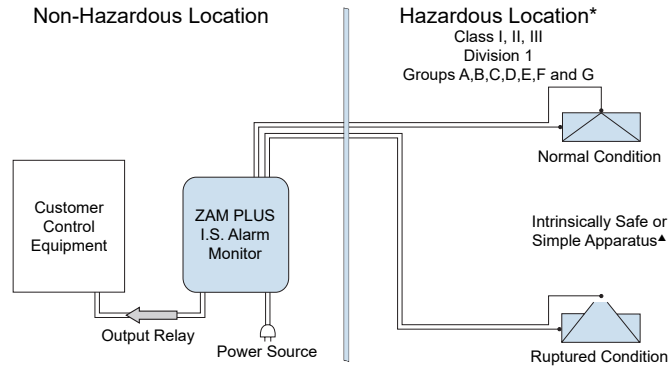 Non-Hazardous Location
Hazardous Location*
Class I, II, III
Division 1
Groups A,B,C,D,E,F and G
Normal Condition
Customer
Control
Equipment
ZAM PLUS
I.S. Alarm
Monitor
Intrinsically Safe or
Simple Apparatus▲
Output Relay
Power Source
Ruptured Condition